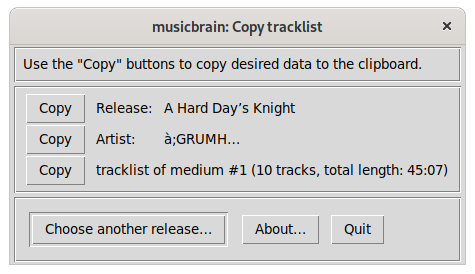 musicbrain: Copy tracklist ×
Use the "Copy" buttons to copy desired data to the clipboard.
Copy Release: A Hard Day’s Knight
Copy Artist: à;GRUMH…
Copy tracklist of medium #1 (10 tracks, total length: 45:07)
Choose another release… About… Quit